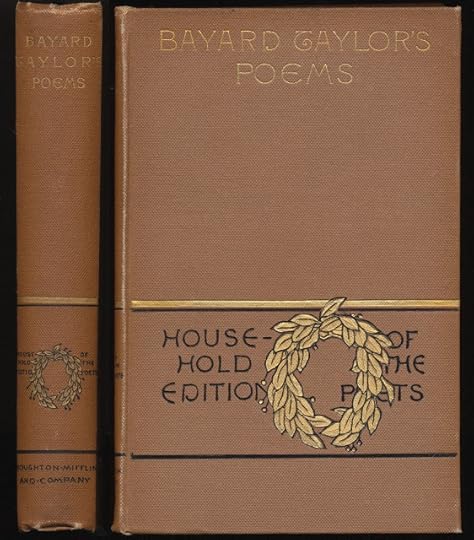 BAYARD
TAYLOR'S
POEMS
HOUSE- OF
HOLD THE
EDITION POETS
HOUGHTON·MIFFLIN
AND·COMPANY
BAYARD TAYLOR'S
POEMS
HOUSE- OF
HOLD THE
EDITION POETS